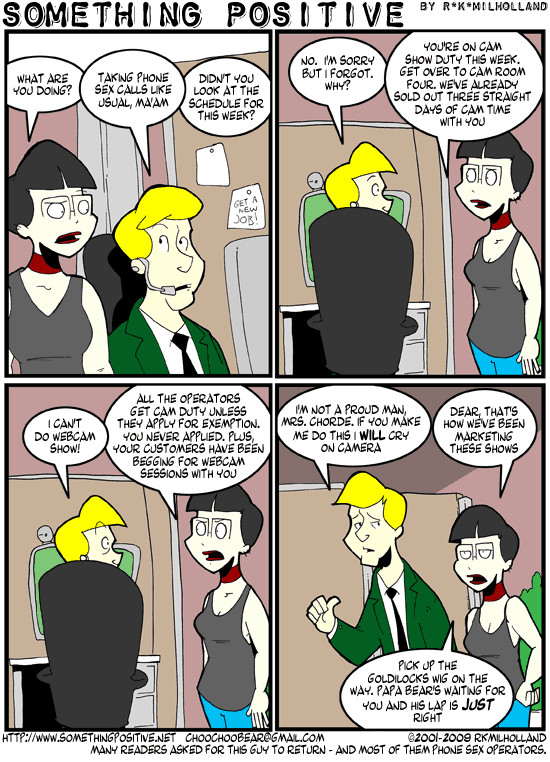 SOMETHING POSITIVE BY R*K*MILHOLLAND
WHAT ARE
YOU DOING?
TAKING PHONE
SEX CALLS LIKE
USUAL, MA'AM
DIDN'T YOU
LOOK AT THE
SCHEDULE FOR
THIS WEEK?
GET A
NEW
JOB!
NO. I'M SORRY
BUT I FORGOT.
WHY?
YOU'RE ON CAM
SHOW DUTY THIS WEEK.
GET OVER TO CAM ROOM
FOUR. WE'VE ALREADY
SOLD OUT THREE STRAIGHT
DAYS OF CAM TIME
WITH YOU
I CAN'T
DO WEBCAM
SHOW!
ALL THE OPERATORS
GET CAM DUTY UNLESS
THEY APPLY FOR EXEMPTION.
YOU NEVER APPLIED. PLUS,
YOUR CUSTOMERS HAVE BEEN
BEGGING FOR WEBCAM
SESSIONS WITH YOU
I'M NOT A PROUD MAN,
MRS. CHORDE. IF YOU MAKE
ME DO THIS I WILL CRY
ON CAMERA
DEAR, THAT'S
HOW WE'VE BEEN
MARKETING
THESE SHOWS
PICK UP THE
GOLDILOCKS WIG ON THE
WAY. PAPA BEAR'S WAITING FOR
YOU AND HIS LAP IS JUST
RIGHT
HTTP://WWW.SOMETHINGPOSITIVE.NET CHOOCHOOBEAR@GMAIL.COM ©2001-2009 RKMILHOLLAND
MANY READERS ASKED FOR THIS GUY TO RETURN - AND MOST OF THEM PHONE SEX OPERATORS.